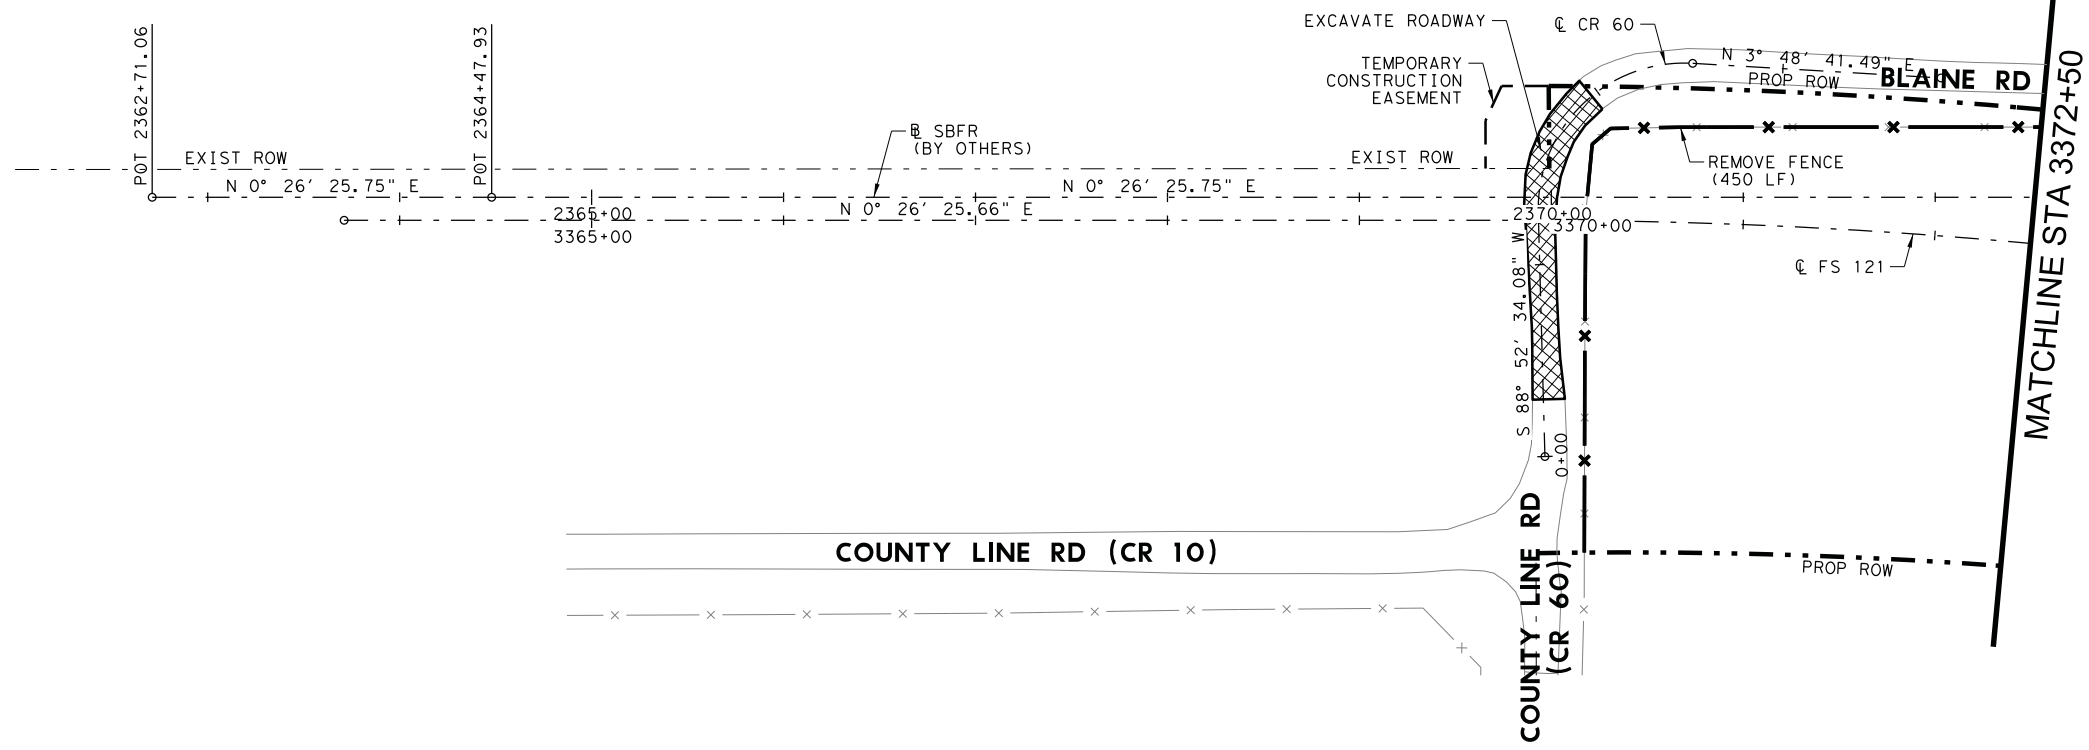 POT 2362+71.06
POT 2364+47.93
EXCAVATE ROADWAY
℄ CR 60
TEMPORARY
CONSTRUCTION
EASEMENT
N 3° 48' 41.49" E
PROP ROW
BLAINE RD
MATCHLINE STA 3372+50
EXIST ROW
N 0° 26' 25.75" E
BL SBFR
(BY OTHERS)
N 0° 26' 25.75" E
EXIST ROW
REMOVE FENCE
(450 LF)
2365+00
3365+00
N 0° 26' 25.66" E
2370+00
3370+00
℄ FS 121
S 88° 52' 34.08" W
0+00
COUNTY LINE RD (CR 10)
COUNTY LINE RD
(CR 60)
PROP ROW